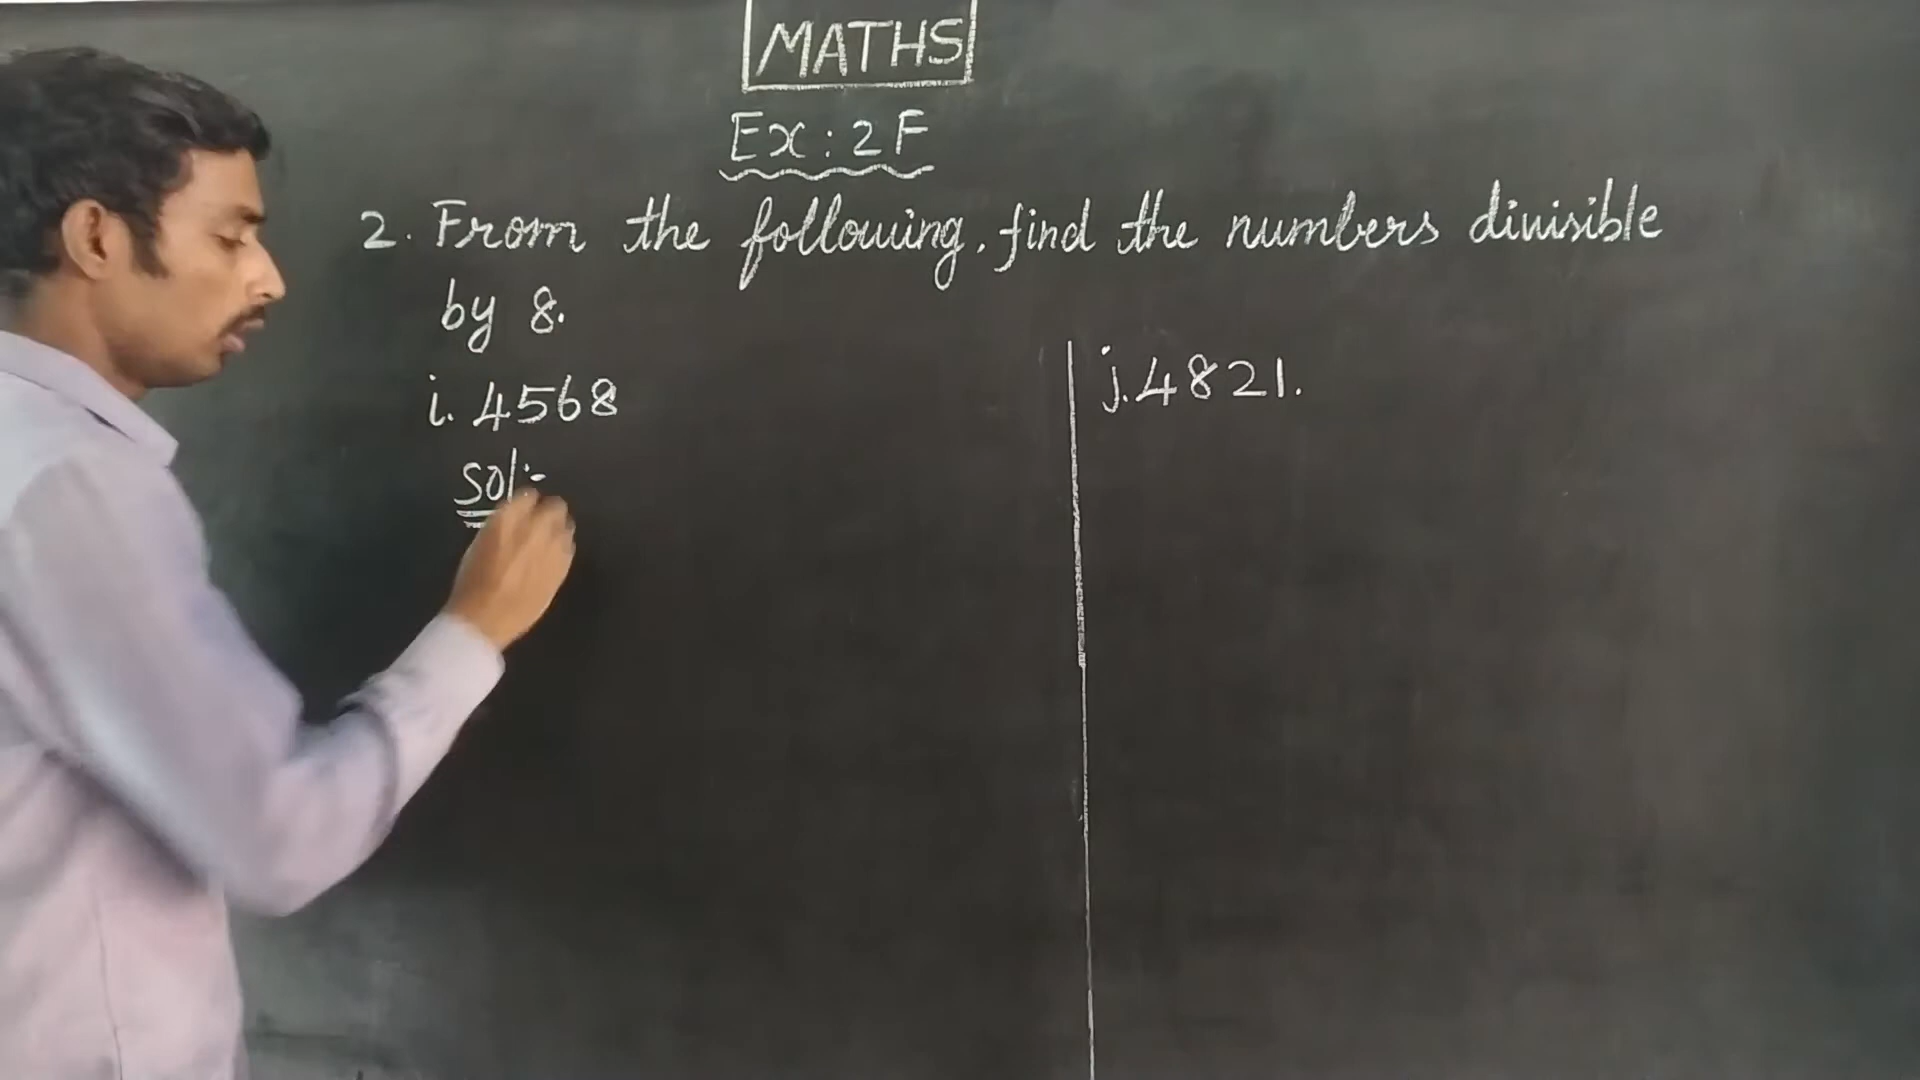 MATHS
Ex: 2F
2. From the following, find the numbers divisible
by 8.
i. 4568
Sol:-
j. 4821.